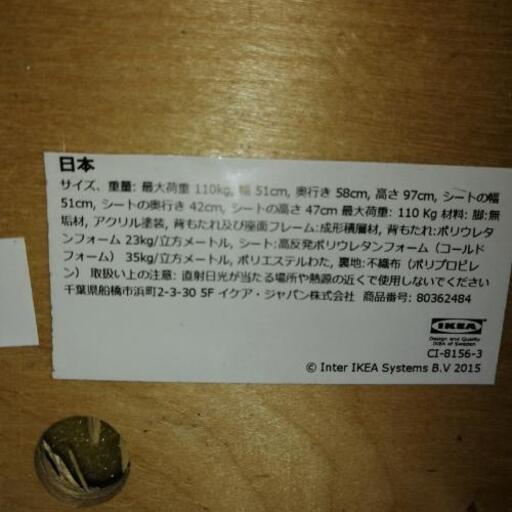 日本
サイズ、重量: 最大荷重 110kg, 幅 51cm, 奥行き 58cm, 高さ 97cm, シートの幅
51cm, シートの奥行き 42cm, シートの高さ 47cm 最大荷重: 110 Kg 材料: 脚:無
垢材, アクリル塗装, 背もたれ及び座面フレーム:成形積層材, 背もたれ:ポリウレタ
ンフォーム 23kg/立方メートル, シート:高反発ポリウレタンフォーム（コールド
フォーム） 35kg/立方メートル, ポリエステルわた, 裏地:不織布（ポリプロピレ
ン） 取扱い上の注意: 直射日光が当たる場所や熱源の近くで使用しないでください
千葉県船橋市浜町2-3-30 5F イケア・ジャパン株式会社 商品番号: 80362484
IKEA
Design and Quality
IKEA of Sweden
CI-8156-3
© Inter IKEA Systems B.V 2015